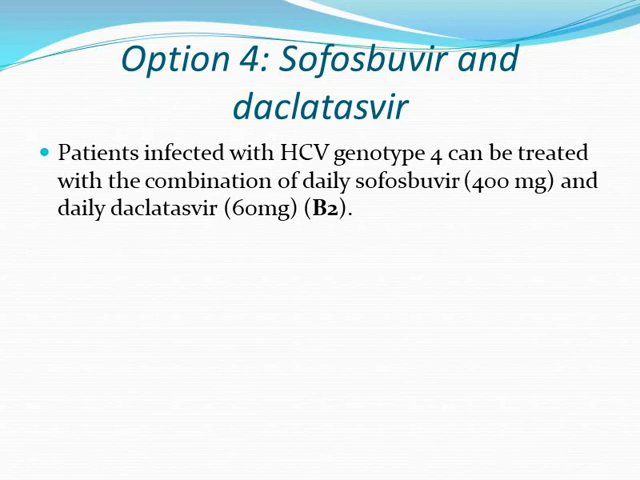 Option 4: Sofosbuvir and
daclatasvir
• Patients infected with HCV genotype 4 can be treated
with the combination of daily sofosbuvir (400 mg) and
daily daclatasvir (60mg) (B2).